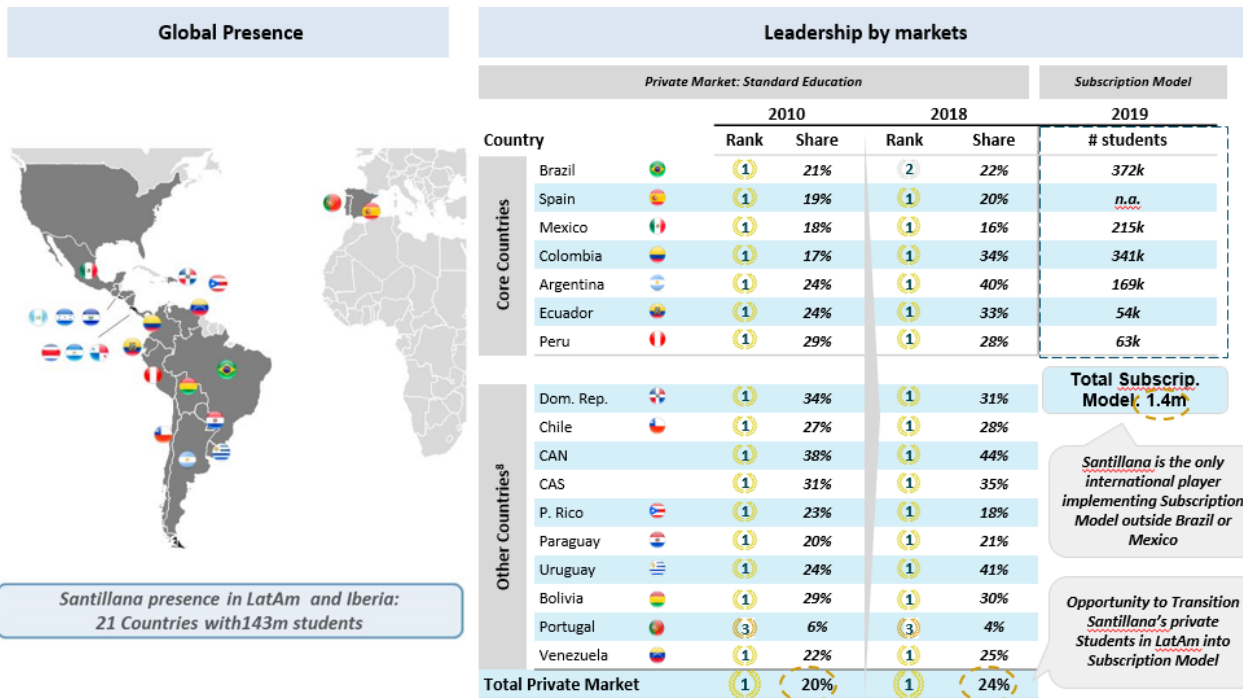 Global Presence
Santillana presence in LatAm and Iberia:
21 Countries with143m students
Leadership by markets
Private Market: Standard Education
Subscription Model
2010 2018 2019
Country Rank Share Rank Share # students
Core Countries
Brazil 1 21% 2 22% 372k
Spain 1 19% 1 20% n.a.
Mexico 1 18% 1 16% 215k
Colombia 1 17% 1 34% 341k
Argentina 1 24% 1 40% 169k
Ecuador 1 24% 1 33% 54k
Peru 1 29% 1 28% 63k
Other Countries⁸
Dom. Rep. 1 34% 1 31%
Chile 1 27% 1 28%
CAN 1 38% 1 44%
CAS 1 31% 1 35%
P. Rico 1 23% 1 18%
Paraguay 1 20% 1 21%
Uruguay 1 24% 1 41%
Bolivia 1 29% 1 30%
Portugal 3 6% 3 4%
Venezuela 1 22% 1 25%
Total Private Market 1 20% 1 24%
Total Subscrip.
Model: 1.4m
Santillana is the only
international player
implementing Subscription
Model outside Brazil or
Mexico
Opportunity to Transition
Santillana's private
Students in LatAm into
Subscription Model